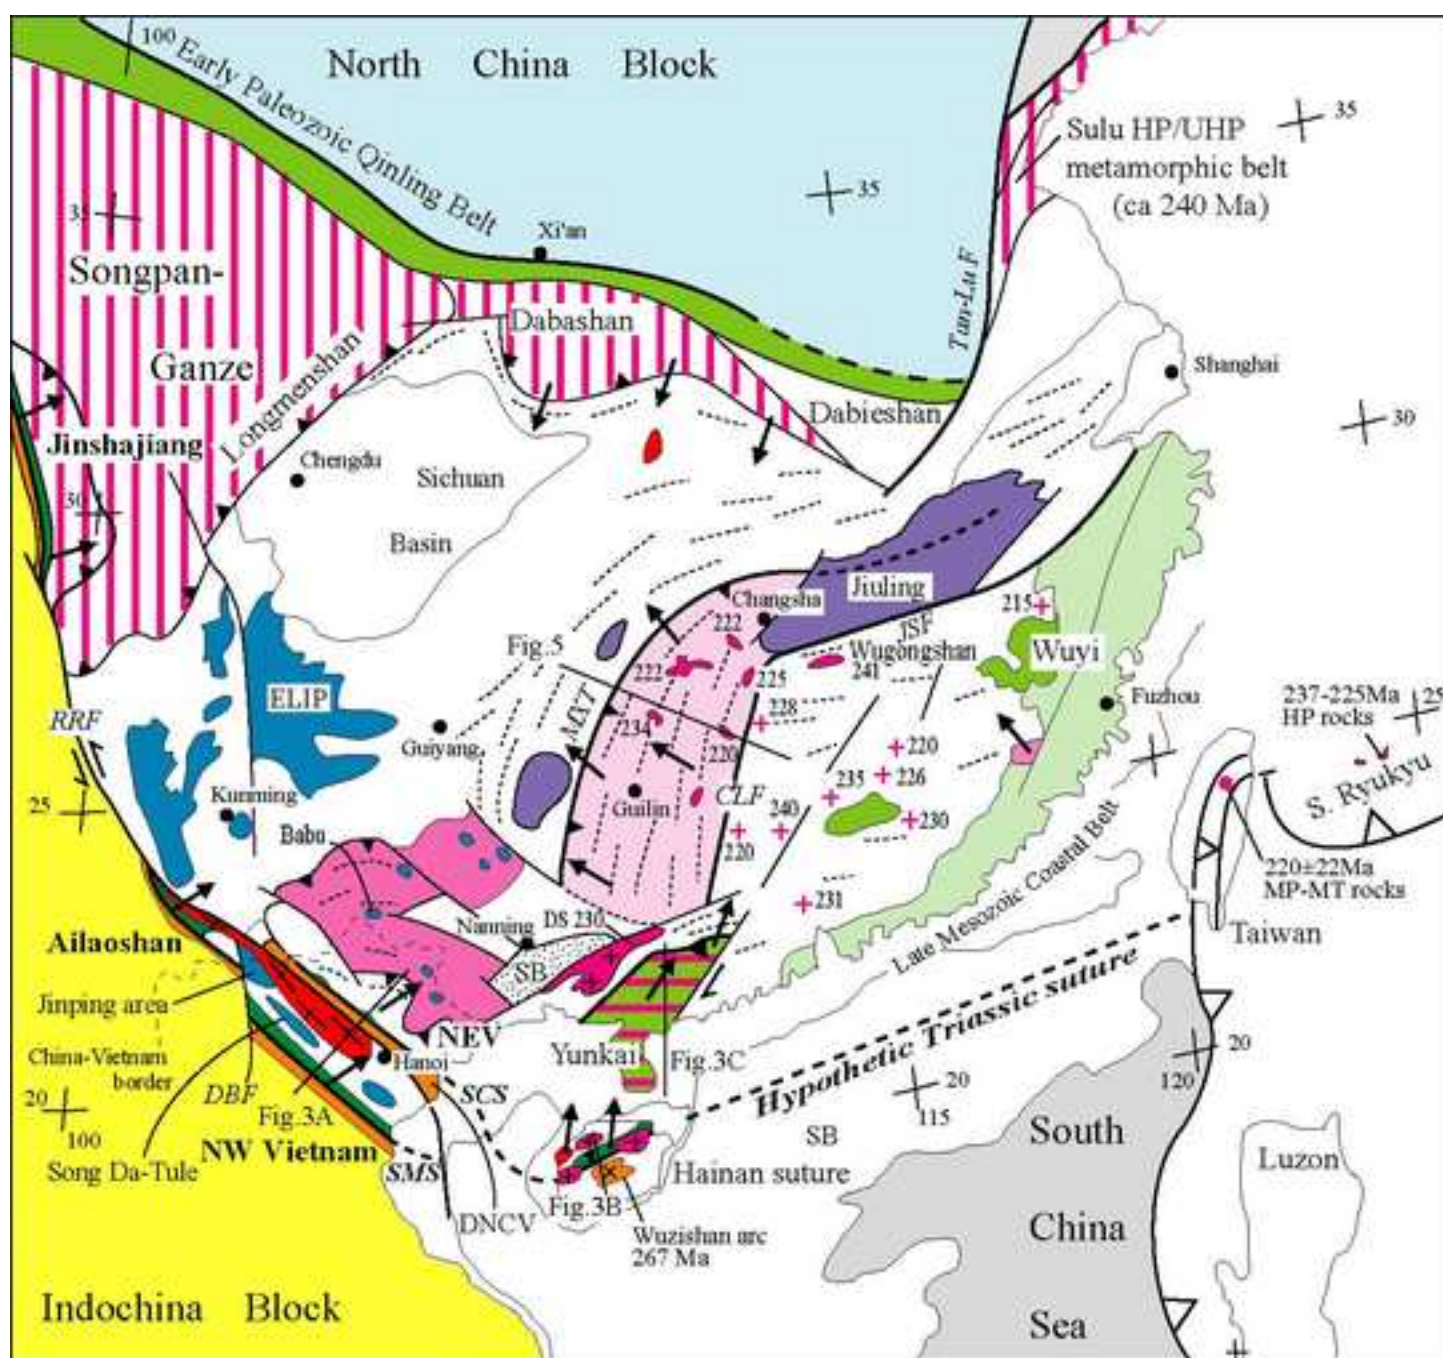 North China Block
100
Early Paleozoic Qinling Belt
35
Sulu HP/UHP
metamorphic belt
(ca 240 Ma)
35
35
Xi'an
Songpan-
Ganze
Dabashan
Tan-Lu F
Shanghai
Longmenshan
Dabieshan
30
Jinshajiang
Chengdu
Sichuan
Basin
30
Jiuling
Changsha
215
JSF
Fig.5
222
Wugongshan
Wuyi
222
225
241
ELIP
MXT
Fuzhou
237-225Ma
HP rocks
25
RRF
Guiyang
234
228
220
220
226
235
S. Ryukyu
Kunming
Guilin
CLF
25
Babu
240
230
220
220±22Ma
MP-MT rocks
231
Nanning
DS 230
SB
Late Mesozoic Coastal Belt
Ailaoshan
Taiwan
Jinping area
NEV
China-Vietnam
border
Hanoi
Yunkai
Fig.3C
Hypothetic Triassic suture
20
120
20
115
DBF
Fig.3A
SCS
20
100
NW Vietnam
Song Da-Tule
SMS
SB
South
China
Sea
Luzon
Hainan suture
Fig.3B
DNCV
Wuzishan arc
267 Ma
Indochina Block